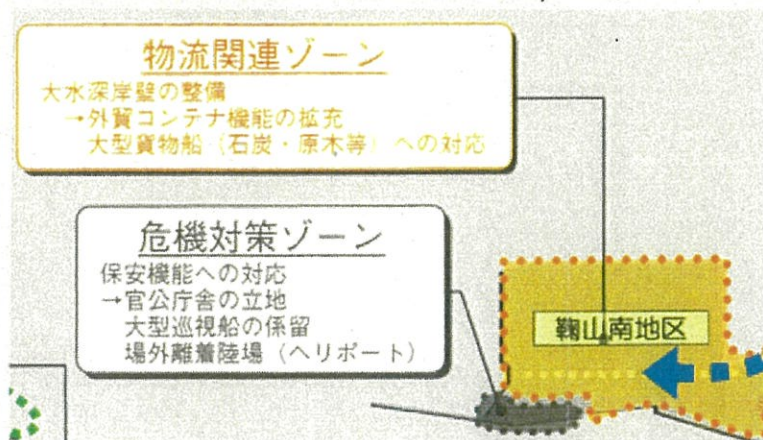 物流関連ゾーン
大水深岸壁の整備
→外貿コンテナ機能の拡充
大型貨物船(石炭・原木等)への対応
危機対策ゾーン
保安機能への対応
→官公庁舎の立地
大型巡視船の係留
場外離着陸場(ヘリポート)
鞠山南地区